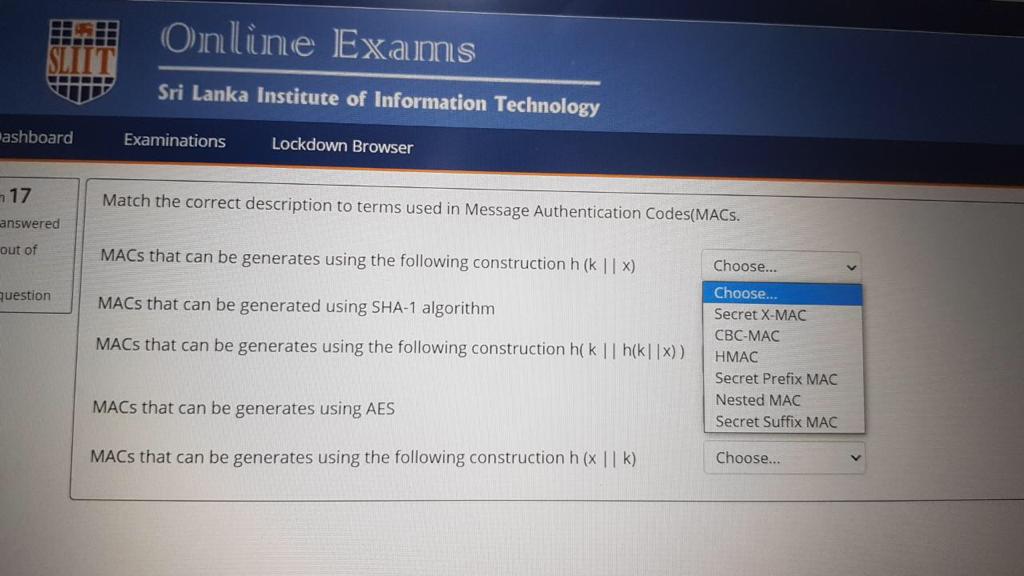 SLIIT
Online Exams
Sri Lanka Institute of Information Technology
ashboard Examinations Lockdown Browser
17
answered
out of
question
Match the correct description to terms used in Message Authentication Codes(MACs.
MACs that can be generates using the following construction h (k || x)
Choose...
MACs that can be generated using SHA-1 algorithm
MACs that can be generates using the following construction h( k || h(k||x) )
MACs that can be generates using AES
MACs that can be generates using the following construction h (x || k)
Choose...
Secret X-MAC
CBC-MAC
HMAC
Secret Prefix MAC
Nested MAC
Secret Suffix MAC
Choose...